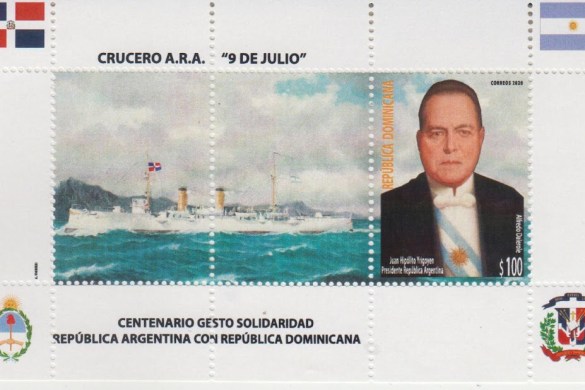 CRUCERO A.R.A. "9 DE JULIO"
CORREOS 2020
REPÚBLICA DOMINICANA
Alfredo Caliente
Juan Hipólito Yrigoyen
Presidente República Argentina
$100
CENTENARIO GESTO SOLIDARIDAD
REPÚBLICA ARGENTINA CON REPÚBLICA DOMINICANA